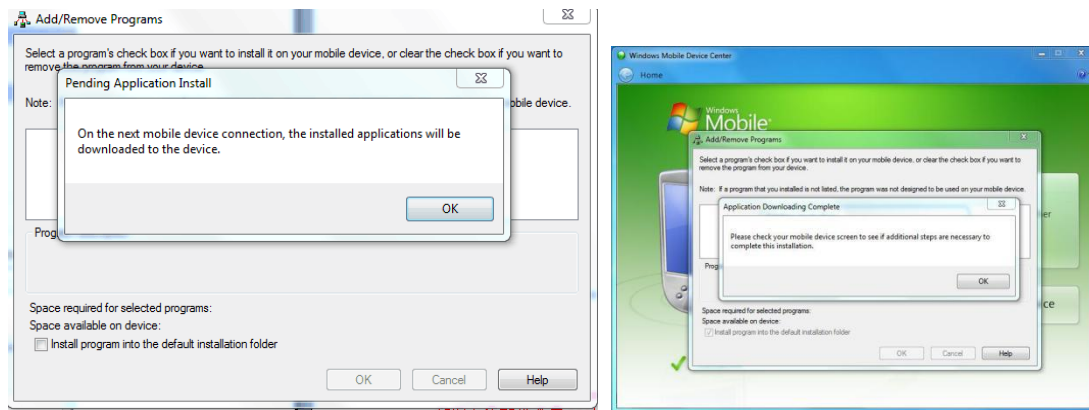 Add/Remove Programs
Select a program's check box if you want to install it on your mobile device, or clear the check box if you want to
remove the program from your device.
Pending Application Install
Note:
obile device.
On the next mobile device connection, the installed applications will be
downloaded to the device.
OK
Prog
Space required for selected programs:
Space available on device:
Install program into the default installation folder
OK Cancel Help
Windows Mobile Device Center
Home
Windows
Mobile
Add/Remove Programs
Select a program's check box if you want to install it on your mobile device, or clear the check box if you want to
remove the program from your device.
Note: If a program that you installed is not listed, the program was not designed to be used on your mobile device.
Application Downloading Complete
er
Please check your mobile device screen to see if additional steps are necessary to
complete this installation.
Prog
OK
ce
Space required for selected programs:
Space available on device:
Install program into the default installation folder
OK Cancel Help